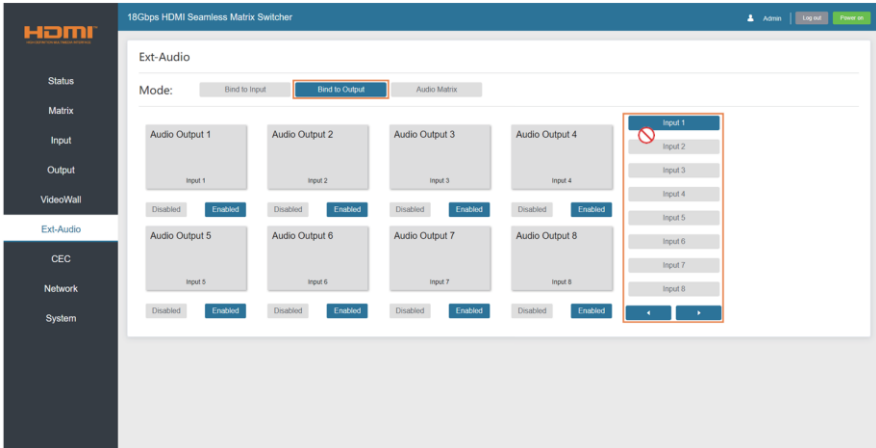 HDMI
18Gbps HDMI Seamless Matrix Switcher
Admin
Log out
Power on
Status
Matrix
Input
Output
VideoWall
Ext-Audio
CEC
Network
System
Ext-Audio
Mode:
Bind to Input
Bind to Output
Audio Matrix
Audio Output 1
Input 1
Disabled
Enabled
Audio Output 2
Input 2
Disabled
Enabled
Audio Output 3
Input 3
Disabled
Enabled
Audio Output 4
Input 4
Disabled
Enabled
Audio Output 5
Input 5
Disabled
Enabled
Audio Output 6
Input 6
Disabled
Enabled
Audio Output 7
Input 7
Disabled
Enabled
Audio Output 8
Input 8
Disabled
Enabled
Input 1
Input 2
Input 3
Input 4
Input 5
Input 6
Input 7
Input 8